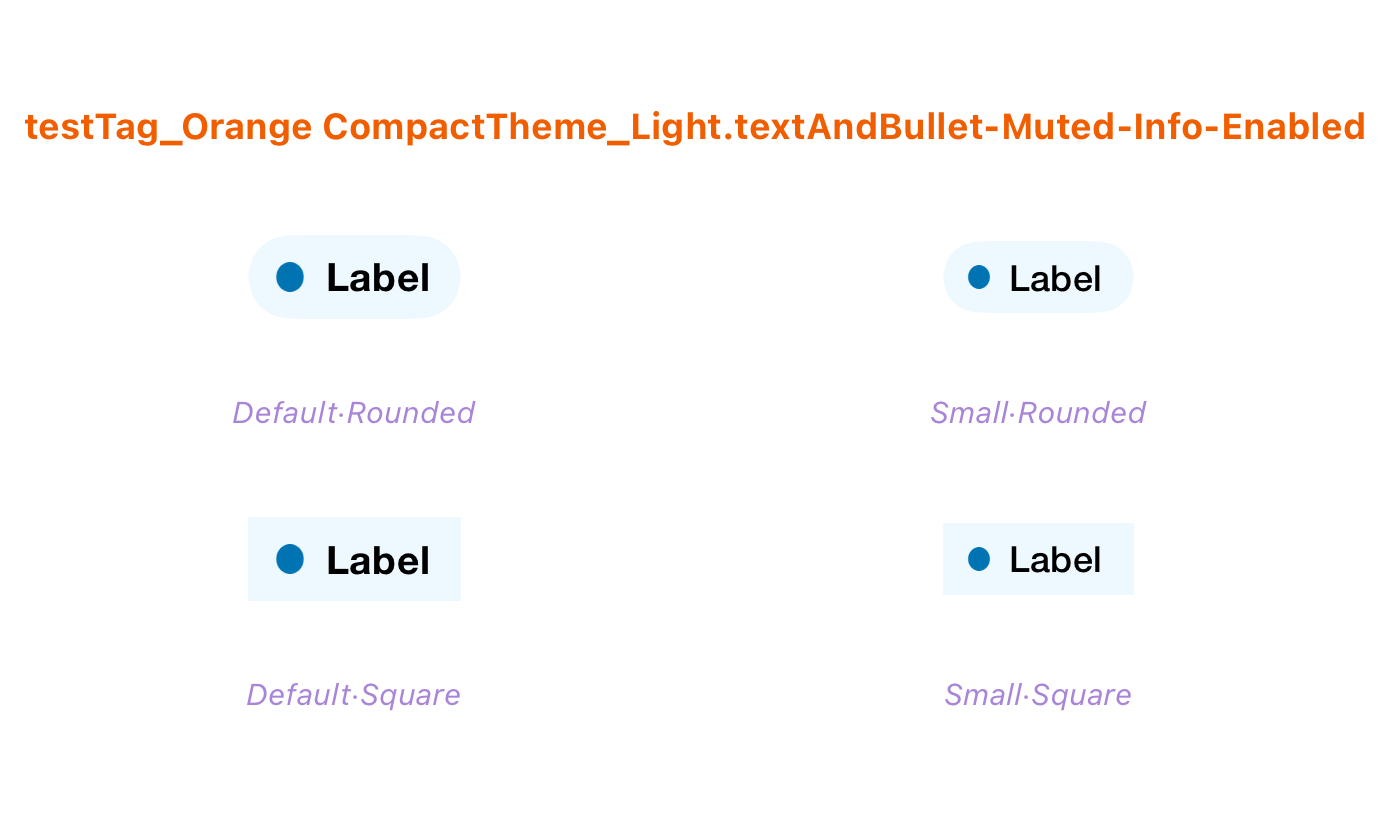 testTag_Orange CompactTheme_Light.textAndBullet-Muted-Info-Enabled
Label
Label
Default·Rounded
Small·Rounded
Label
Label
Default·Square
Small·Square